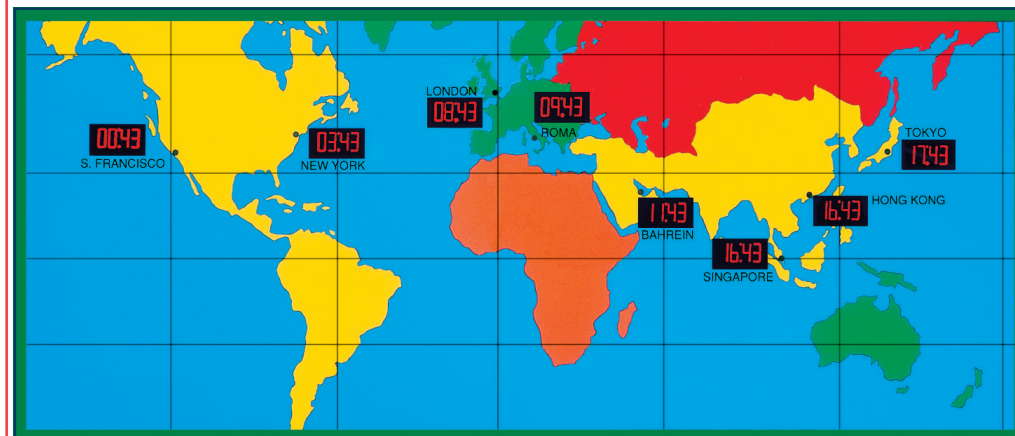 00:43
S. FRANCISCO
03:43
NEW YORK
LONDON
08:43
09:43
ROMA
11:43
BAHREIN
16:43
SINGAPORE
16:43
HONG KONG
TOKYO
17:43